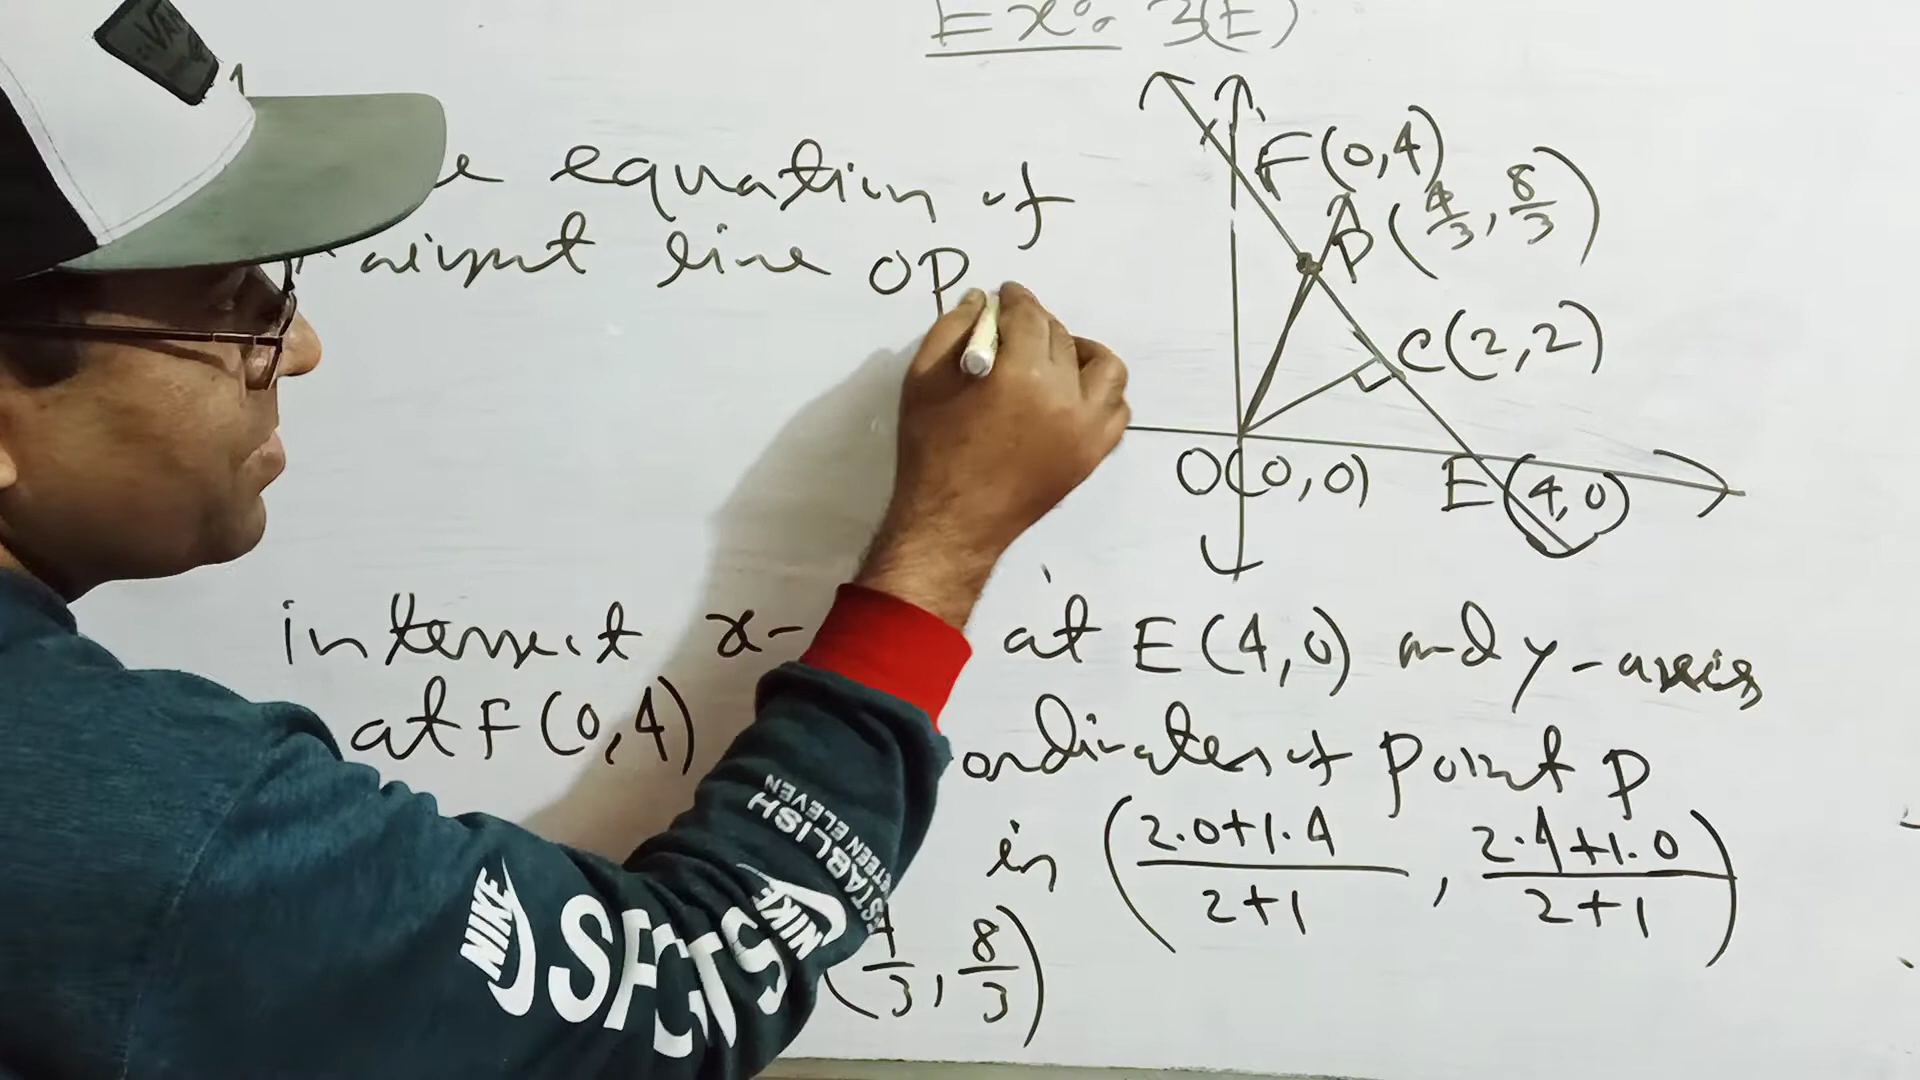 Ex: 3(E)
equation of
line OP
F(0,4)
P(4/3, 8/3)
C(2,2)
O(0,0)
E(4,0)
intersect x- at E(4,0) and y-axis
at F(0,4) ordinates of point P
is (2.0+1.4/2+1, 2.4+1.0/2+1)
(4/3, 8/3)
NIKE
SPORTS
NIKE